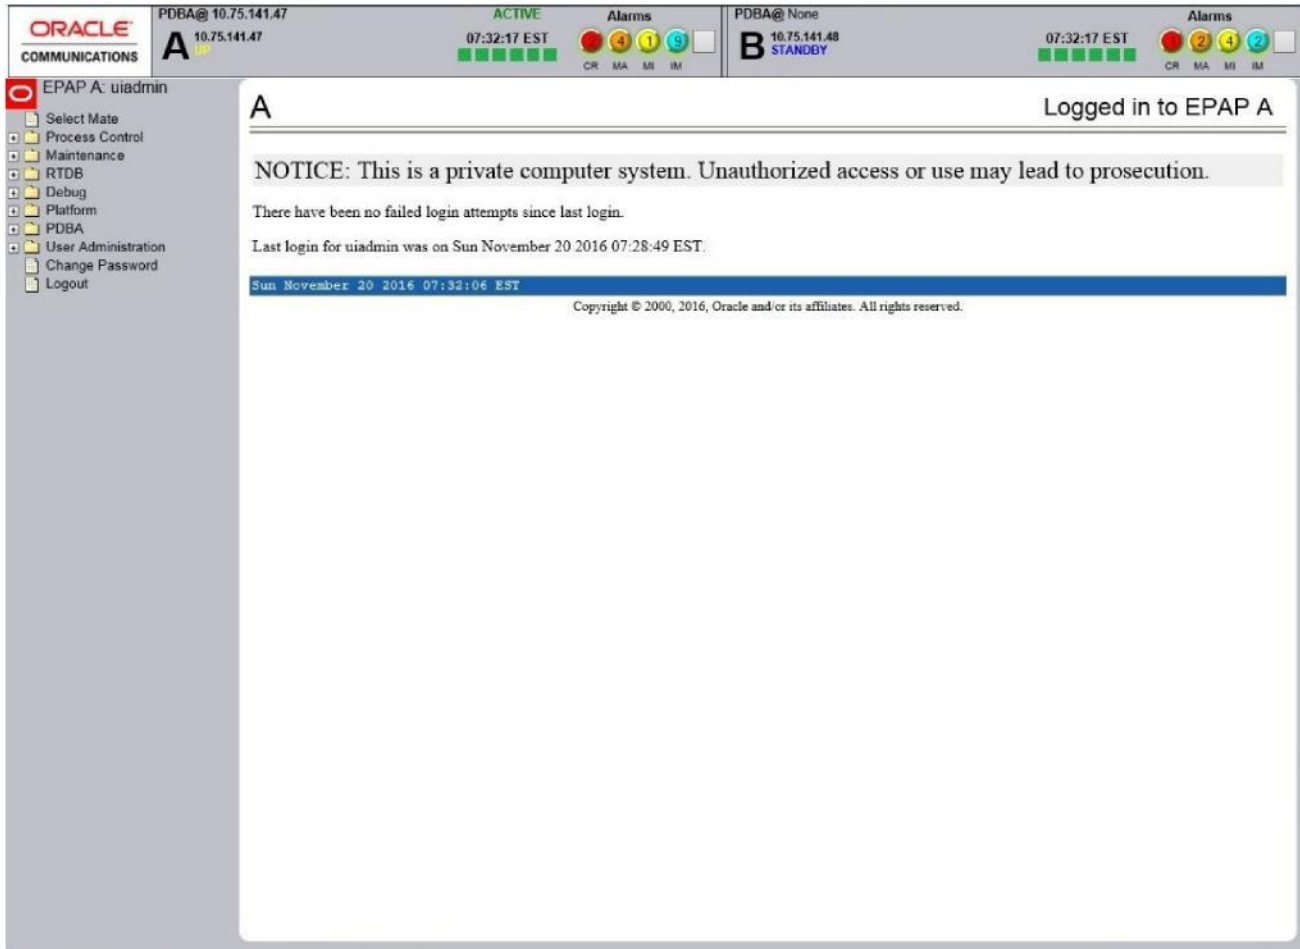 ORACLE
COMMUNICATIONS
PDBA@ 10.75.141.47
ACTIVE
A
10.75.141.47
UP
07:32:17 EST
Alarms
2 4 1 9
CR MA MI IM
PDBA@ None
B
10.75.141.48
STANDBY
07:32:17 EST
Alarms
1 2 4 2
CR MA MI IM
EPAP A: uiadmin
Select Mate
Process Control
Maintenance
RTDB
Debug
Platform
PDBA
User Administration
Change Password
Logout
A
Logged in to EPAP A
NOTICE: This is a private computer system. Unauthorized access or use may lead to prosecution.
There have been no failed login attempts since last login.
Last login for uiadmin was on Sun November 20 2016 07:28:49 EST.
Sun November 20 2016 07:32:06 EST
Copyright © 2000, 2016, Oracle and/or its affiliates. All rights reserved.